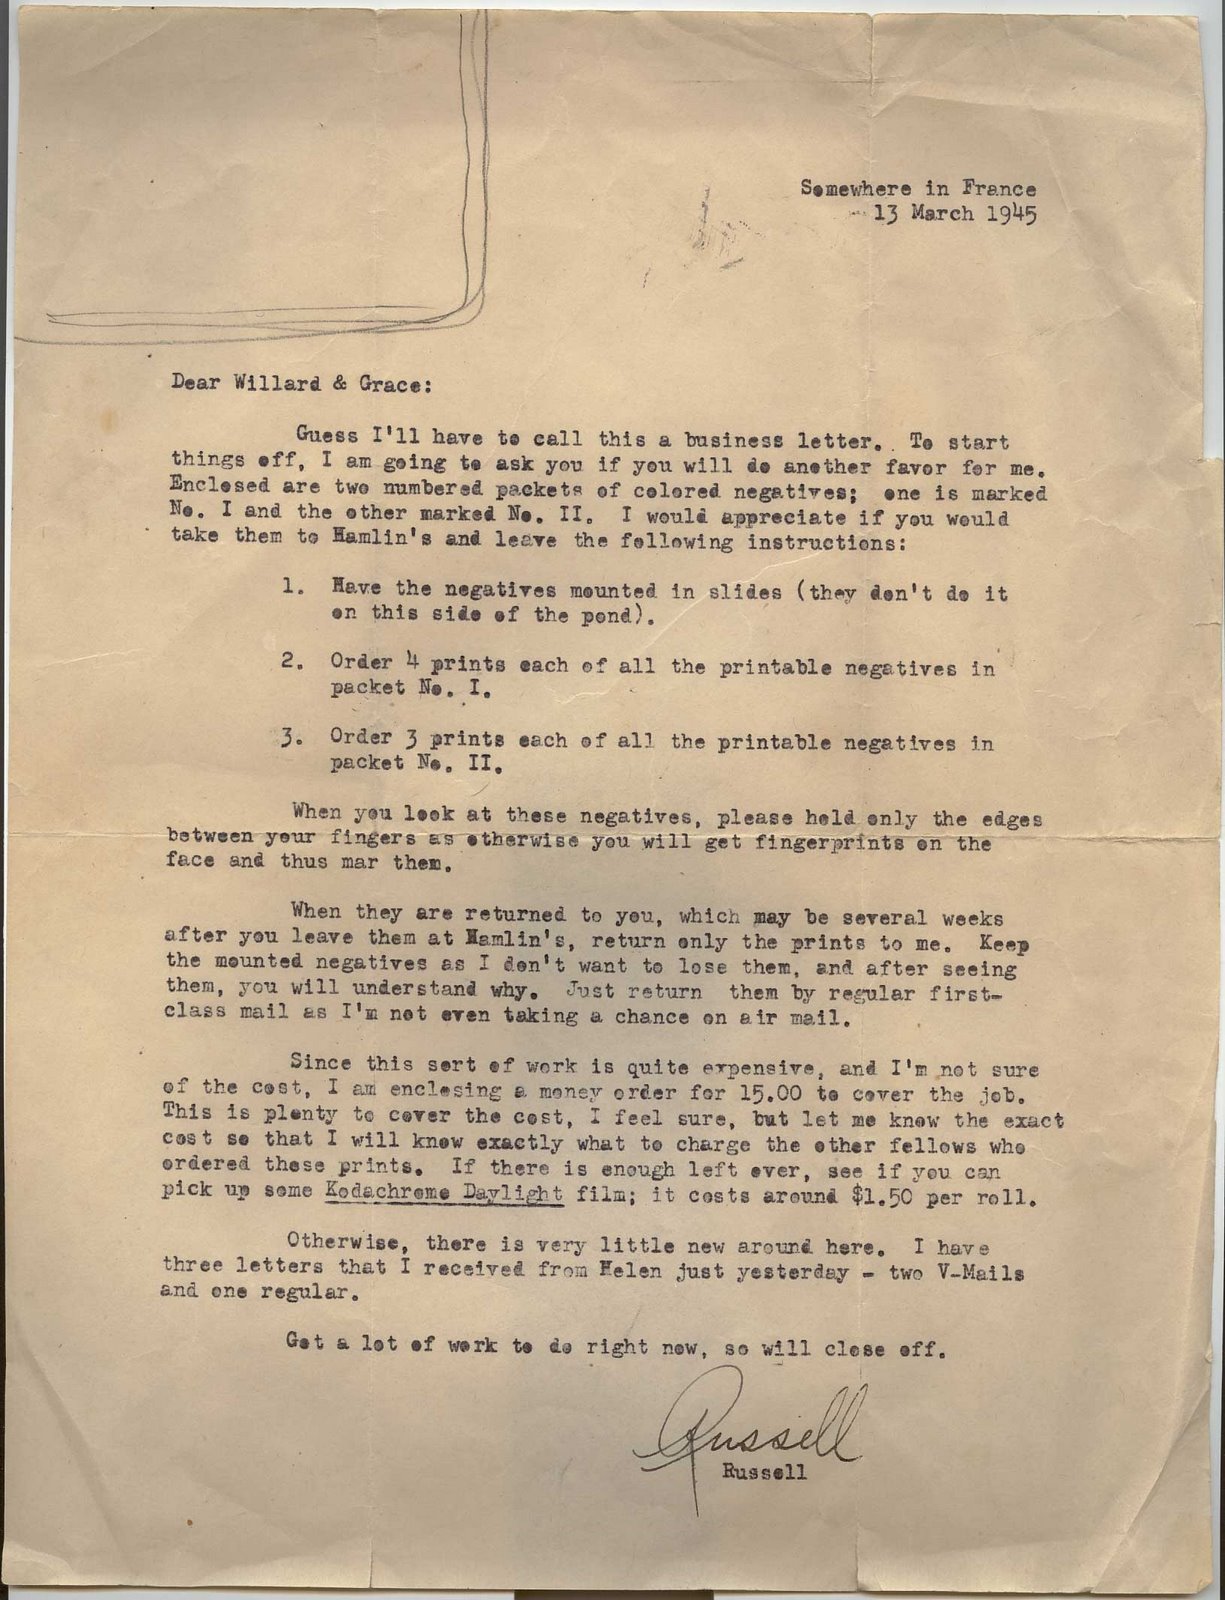 Somewhere in France
13 March 1945
Dear Willard & Grace:
Guess I'll have to call this a business letter. To start
things off, I am going to ask you if you will do another favor for me.
Enclosed are two numbered packets of colored negatives; one is marked
No. I and the other marked No. II. I would appreciate if you would
take them to Hamlin's and leave the following instructions:
1. Have the negatives mounted in slides (they don't do it
on this side of the pond).
2. Order 4 prints each of all the printable negatives in
packet No. I.
3. Order 3 prints each of all the printable negatives in
packet No. II.
When you look at these negatives, please hold only the edges
between your fingers as otherwise you will get fingerprints on the
face and thus mar them.
When they are returned to you, which may be several weeks
after you leave them at Hamlin's, return only the prints to me. Keep
the mounted negatives as I don't want to lose them, and after seeing
them, you will understand why. Just return them by regular first-
class mail as I'm not even taking a chance on air mail.
Since this sort of work is quite expensive, and I'm not sure
of the cost, I am enclosing a money order for 15.00 to cover the job.
This is plenty to cover the cost, I feel sure, but let me know the exact
cost so that I will know exactly what to charge the other fellows who
ordered these prints. If there is enough left over, see if you can
pick up some Kodachrome Daylight film; it costs around $1.50 per roll.
Otherwise, there is very little new around here. I have
three letters that I received from Helen just yesterday - two V-Mails
and one regular.
Got a lot of work to do right now, so will close off.
Russell
Russell